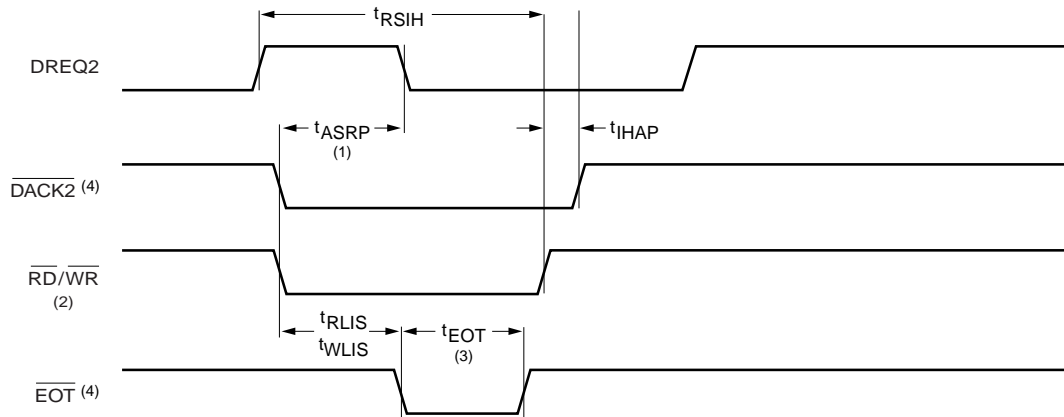 tRSIH
DREQ2
tASRP
(1)
tIHAP
DACK2 (4)
RD/WR
(2)
tRLIS
tWLIS
tEOT
(3)
EOT (4)